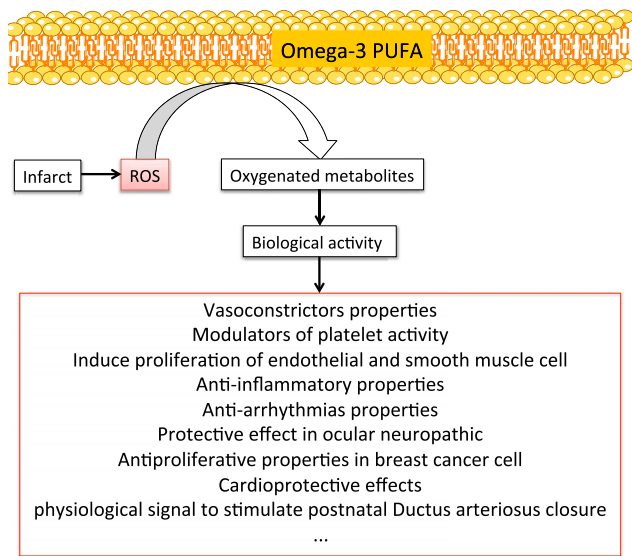 Omega-3 PUFA
Infarct
ROS
Oxygenated metabolites
Biological activity
Vasoconstrictors properties
Modulators of platelet activity
Induce proliferation of endothelial and smooth muscle cell
Anti-inflammatory properties
Anti-arrhythmias properties
Protective effect in ocular neuropathic
Antiproliferative properties in breast cancer cell
Cardioprotective effects
physiological signal to stimulate postnatal Ductus arteriosus closure
...